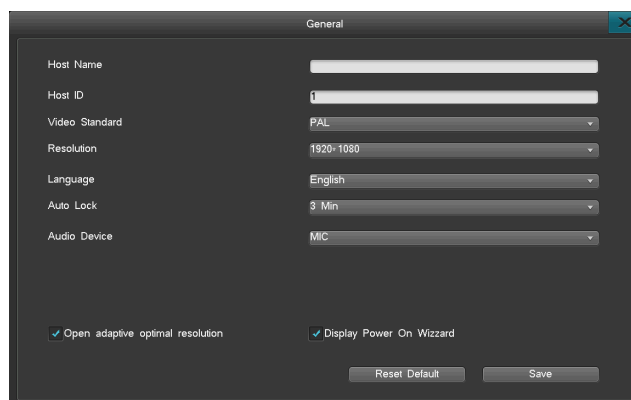 General
Host Name
Host ID 1
Video Standard PAL
Resolution 1920*1080
Language English
Auto Lock 3 Min
Audio Device MIC
Open adaptive optimal resolution Display Power On Wizzard
Reset Default Save